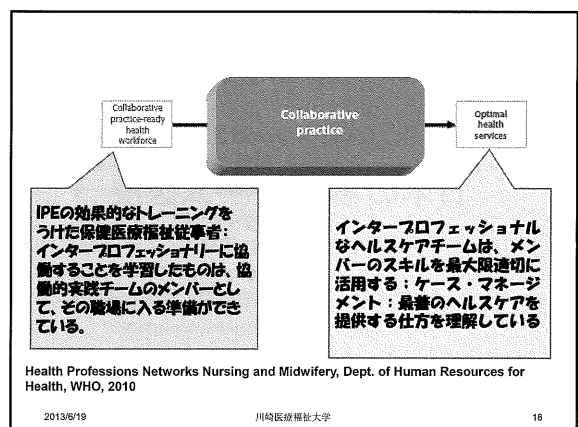 Collaborative
practice-ready
health
workforce
Collaborative
practice
Optimal
health
services
IPEの効果的なトレーニングを
うけた保健医療福祉従事者:
インタープロフェッショナリーに協
働することを学習したものは、協
働的実践チームのメンバーとし
て、その職場に入る準備ができ
ている。
インタープロフェッショナル
なヘルスケアチームは、メン
バーのスキルを最大限適切に
活用する:ケース・マネージ
メント:最善のヘルスケアを
提供する仕方を理解している
Health Professions Networks Nursing and Midwifery, Dept. of Human Resources for
Health, WHO, 2010
2013/6/19
川崎医療福祉大学
18